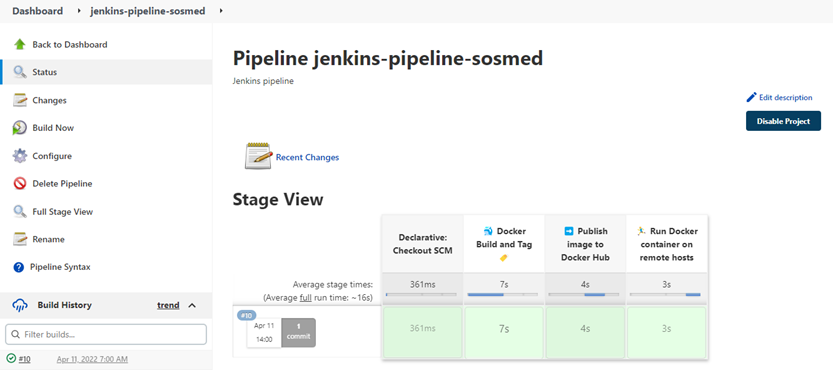 Dashboard
jenkins-pipeline-sosmed
Back to Dashboard
Status
Changes
Build Now
Configure
Delete Pipeline
Full Stage View
Rename
Pipeline Syntax
Build History
trend
Filter builds...
#10
Apr 11, 2022 7:00 AM
Pipeline jenkins-pipeline-sosmed
Jenkins pipeline
Edit description
Disable Project
Recent Changes
Stage View
Declarative:
Checkout SCM
Docker
Build and Tag
Publish
image to
Docker Hub
Run Docker
container on
remote hosts
Average stage times:
(Average full run time: ~16s)
361ms
7s
4s
3s
#10
Apr 11
14:00
1
commit
361ms
7s
4s
3s